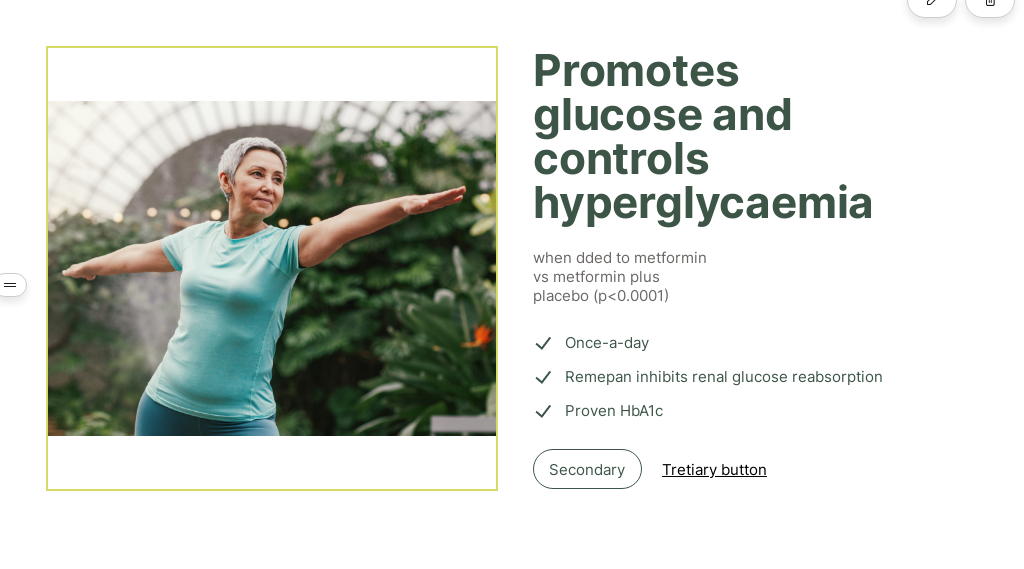 Promotes
glucose and
controls
hyperglycaemia
when dded to metformin
vs metformin plus
placebo (p<0.0001)
Once-a-day
Remepan inhibits renal glucose reabsorption
Proven HbA1c
Secondary
Tretiary button